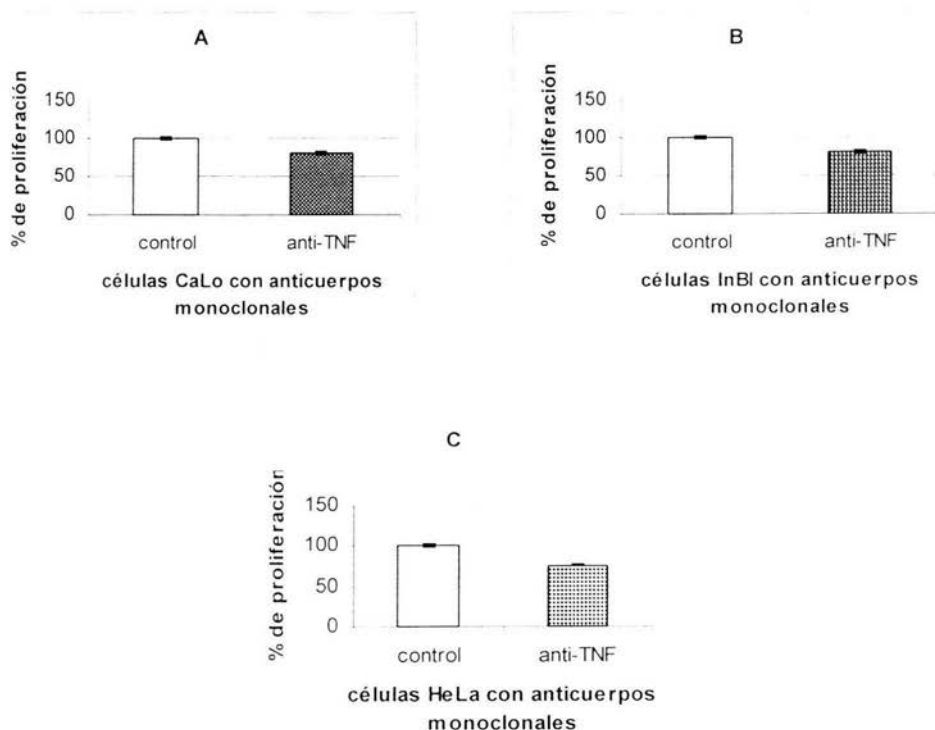 A
% de proliferación
150
100
50
0
control anti-TNF
células CaLo con anticuerpos
monoclonales
B
% de proliferación
150
100
50
0
control anti-TNF
células InBl con anticuerpos
monoclonales
C
% de proliferación
150
100
50
0
control anti-TNF
células HeLa con anticuerpos
monoclonales